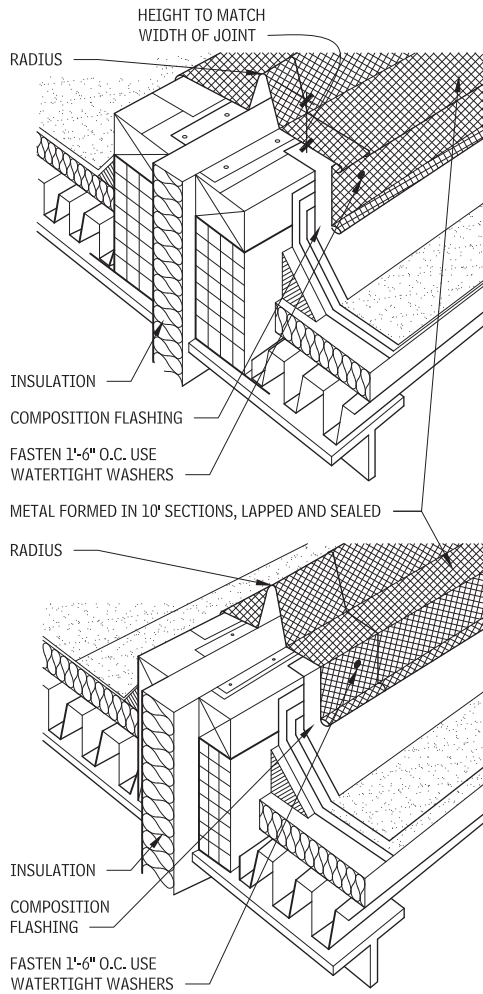 HEIGHT TO MATCH
WIDTH OF JOINT
RADIUS
INSULATION
COMPOSITION FLASHING
FASTEN 1'-6" O.C. USE
WATERTIGHT WASHERS
METAL FORMED IN 10' SECTIONS, LAPPED AND SEALED
RADIUS
INSULATION
COMPOSITION
FLASHING
FASTEN 1'-6" O.C. USE
WATERTIGHT WASHERS